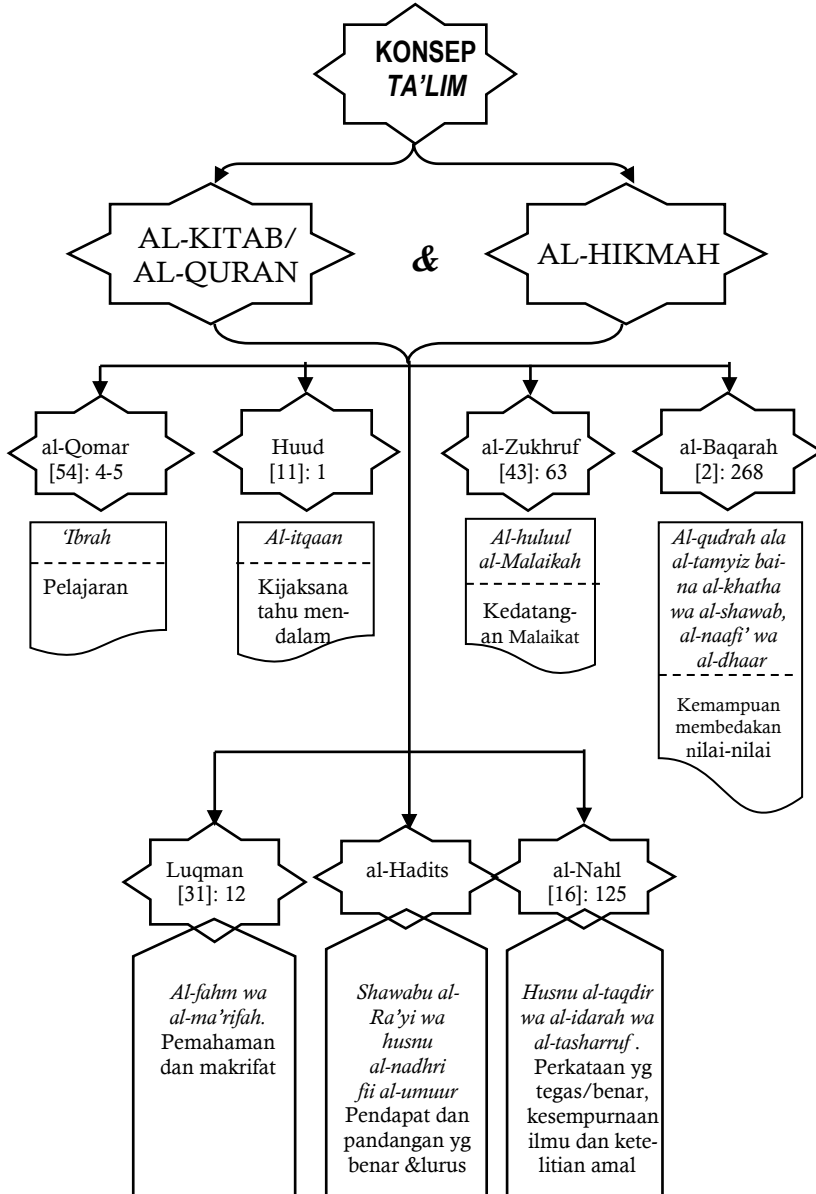 KONSEP
TA'LIM
AL-KITAB/
AL-QURAN
&
AL-HIKMAH
al-Qomar
[54]: 4-5
Huud
[11]: 1
al-Zukhruf
[43]: 63
al-Baqarah
[2]: 268
'Ibrah
Pelajaran
Al-itqaan
Kijaksana
tahu men-
dalam
Al-huluul
al-Malaikah
Kedatang-
an Malaikat
Al-qudrah ala
al-tamyiz bai-
na al-khatha
wa al-shawab,
al-naafi' wa
al-dhaar
Kemampuan
membedakan
nilai-nilai
Luqman
[31]: 12
al-Hadits
al-Nahl
[16]: 125
Al-fahm wa
al-ma'rifah.
Pemahaman
dan makrifat
Shawabu al-
Ra'yi wa
husnu
al-nadhri
fii al-umuur
Pendapat dan
pandangan yg
benar &lurus
Husnu al-taqdir
wa al-idarah wa
al-tasharruf .
Perkataan yg
tegas/benar,
kesempurnaan
ilmu dan kete-
litian amal